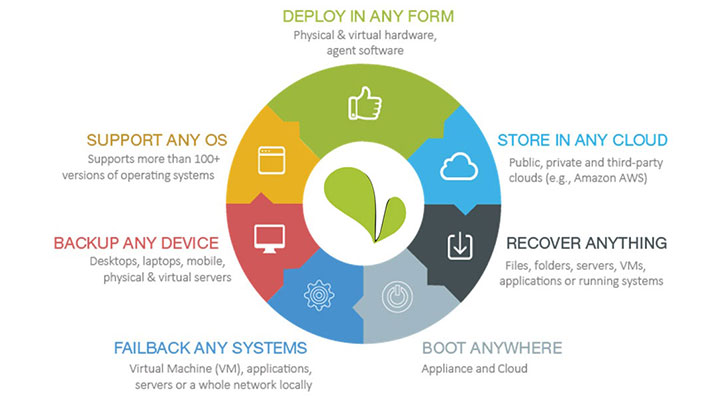 DEPLOY IN ANY FORM
Physical & virtual hardware,
agent software
SUPPORT ANY OS
Supports more than 100+
versions of operating systems
STORE IN ANY CLOUD
Public, private and third-party
clouds (e.g., Amazon AWS)
BACKUP ANY DEVICE
Desktops, laptops, mobile,
physical & virtual servers
RECOVER ANYTHING
Files, folders, servers, VMs,
applications or running systems
FAILBACK ANY SYSTEMS
Virtual Machine (VM), applications,
servers or a whole network locally
BOOT ANYWHERE
Appliance and Cloud